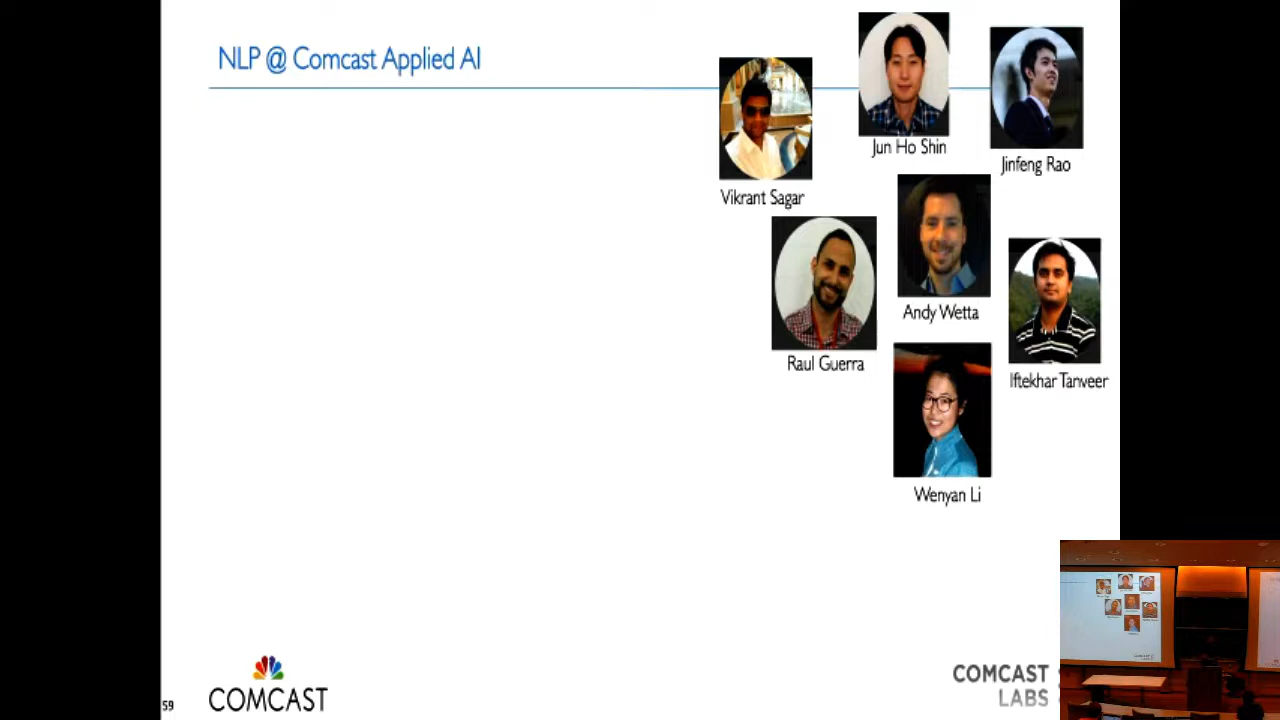 NLP @ Comcast Applied AI
Jun Ho Shin
Jinfeng Rao
Vikrant Sagar
Andy Wetta
Raul Guerra
Iftekhar Tanveer
Wenyan Li
COMCAST
LABS
59
COMCAST